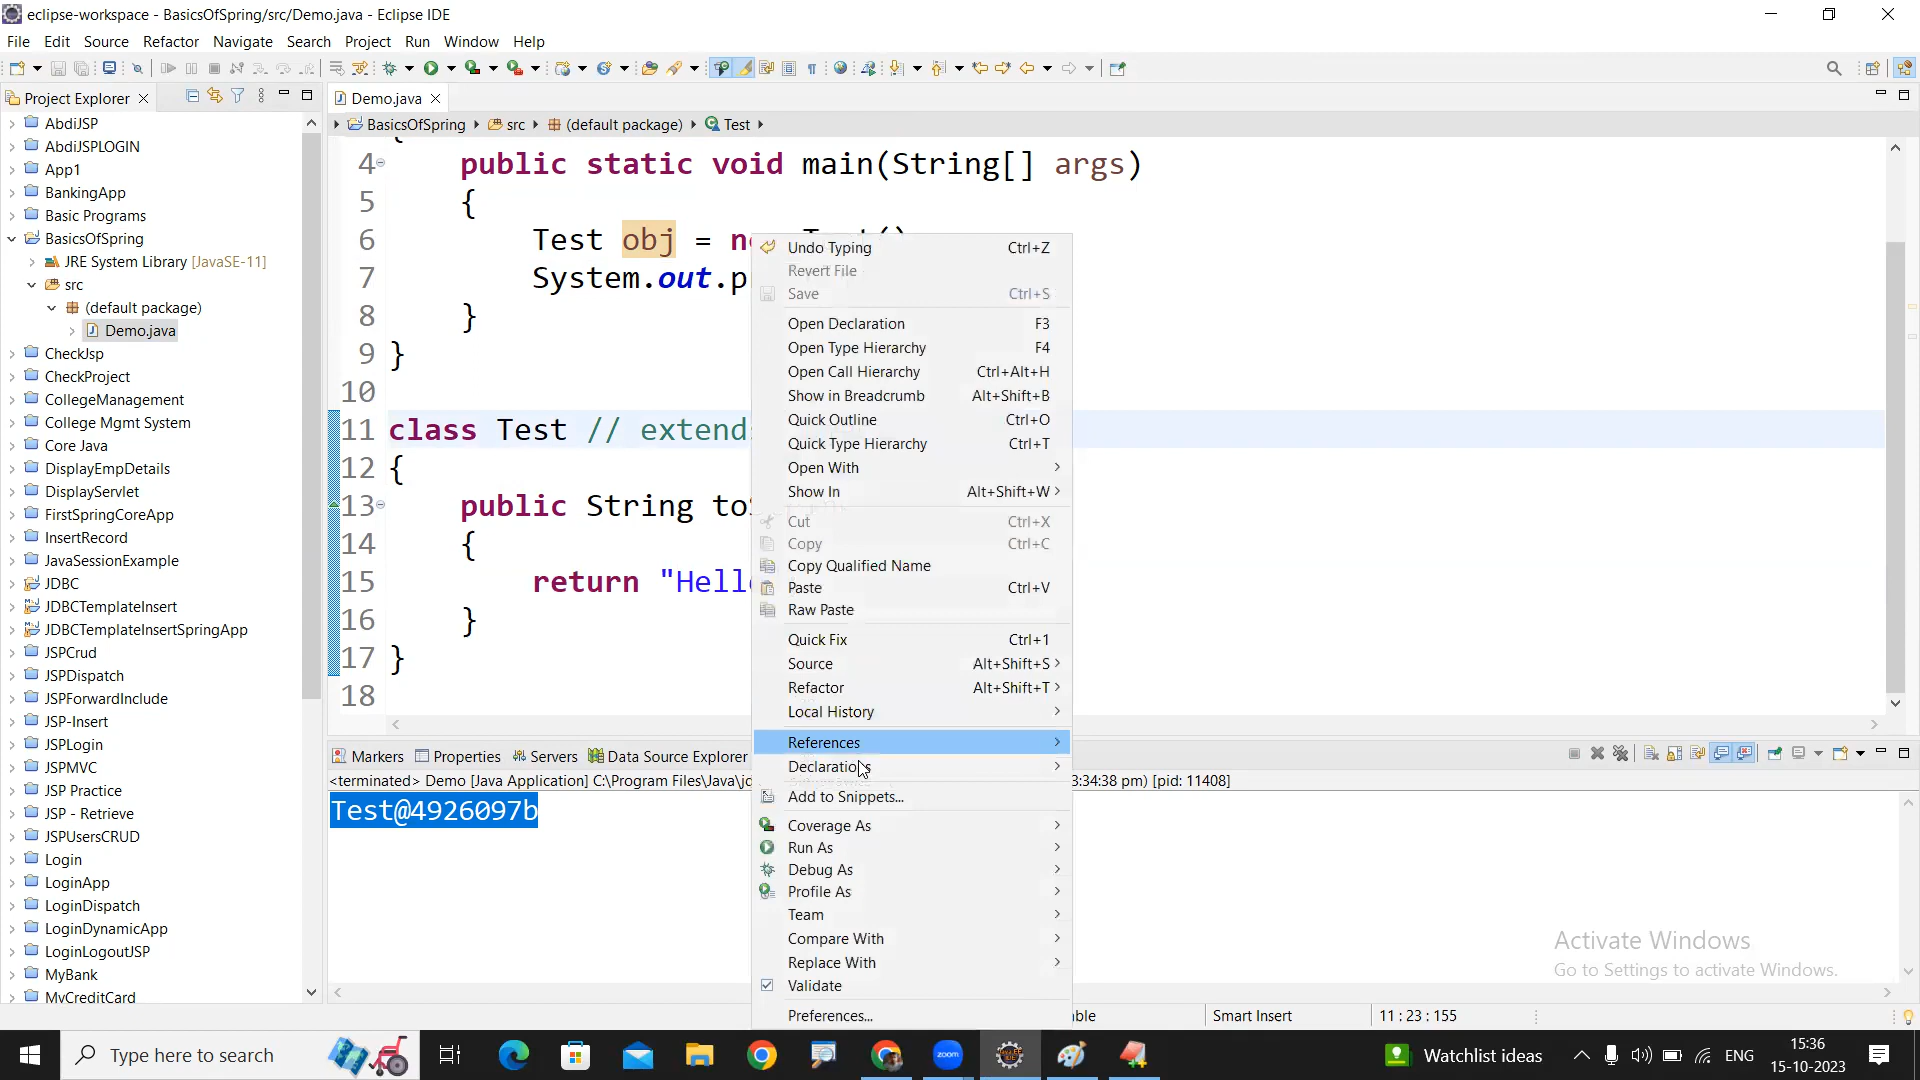 eclipse-workspace - BasicsOfSpring/src/Demo.java - Eclipse IDE
File Edit Source Refactor Navigate Search Project Run Window Help
Project Explorer
Demo.java
BasicsOfSpring src (default package) Test
AbdiJSP
AbdiJSPLOGIN
App1
BankingApp
Basic Programs
BasicsOfSpring
JRE System Library [JavaSE-11]
src
(default package)
Demo.java
CheckJsp
CheckProject
CollegeManagement
College Mgmt System
Core Java
DisplayEmpDetails
DisplayServlet
FirstSpringCoreApp
InsertRecord
JavaSessionExample
JDBC
JDBCTemplateInsert
JDBCTemplateInsertSpringApp
JSPCrud
JSPDispatch
JSPForwardInclude
JSP-Insert
JSPLogin
JSPMVC
JSP Practice
JSP - Retrieve
JSPUsersCRUD
Login
LoginApp
LoginDispatch
LoginDynamicApp
LoginLogoutJSP
MyBank
MyCreditCard
4 public static void main(String[] args)
5 {
6 Test obj =
7 System.out.p
8 }
9 }
10
11 class Test // extend
12 {
13 public String to
14 {
15 return "Hell
16 }
17 }
18
Undo Typing Ctrl+Z
Revert File
Save Ctrl+S
Open Declaration F3
Open Type Hierarchy F4
Open Call Hierarchy Ctrl+Alt+H
Show in Breadcrumb Alt+Shift+B
Quick Outline Ctrl+O
Quick Type Hierarchy Ctrl+T
Open With
Show In Alt+Shift+W
Cut Ctrl+X
Copy Ctrl+C
Copy Qualified Name
Paste Ctrl+V
Raw Paste
Quick Fix Ctrl+1
Source Alt+Shift+S
Refactor Alt+Shift+T
Local History
References
Declarations
Add to Snippets...
Coverage As
Run As
Debug As
Profile As
Team
Compare With
Replace With
Validate
Preferences...
Markers Properties Servers Data Source Explorer
<terminated> Demo [Java Application] C:\Program Files\Java\jd 3:34:38 pm) [pid: 11408]
Test@4926097b
Activate Windows
Go to Settings to activate Windows.
Smart Insert 11 : 23 : 155
Type here to search
zoom
Watchlist ideas
ENG
15:36
15-10-2023